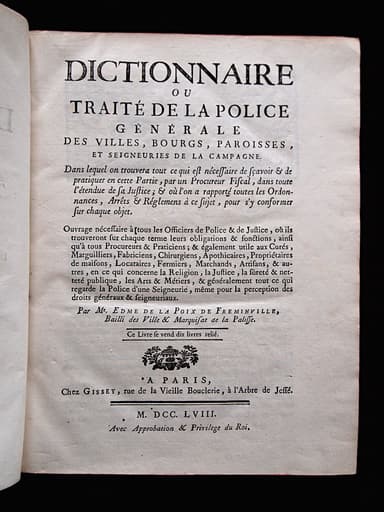 DICTIONNAIRE
OU
TRAITÉ DE LA POLICE
GÉNÉRALE
DES VILLES, BOURGS, PAROISSES,
ET SEIGNEURIES DE LA CAMPAGNE.
Dans lequel on trouvera tout ce qui est nécessaire de sçavoir & de
pratiquer en cette Partie, par un Procureur Fiscal, dans toute
l'étendue de sa Justice; & où l'on a rapporté toutes les Ordon-
nances, Arrêts & Réglemens à ce sujet, pour s'y conformer
sur chaque objet.
Ouvrage nécessaire à tous les Officiers de Police & de Justice, où ils
trouveront sur chaque terme leurs obligations & fonctions, ainsi
qu'à tous Procureurs & Praticiens; & également utile aux Curés,
Marguilliers, Fabriciens, Chirurgiens, Apothicaires, Propriétaires
de maisons, Locataires, Fermiers, Marchands, Artisans, & au-
tres, en ce qui concerne la Religion, la Justice, la sûreté & net-
teté publique, les Arts & Métiers, & généralement tout ce qui
regarde la Police d'une Seigneurie, même pour la perception des
droits généraux & seigneuriaux.
Par Mr. EDME DE LA POIX DE FREMINVILLE,
Bailli des Ville & Marquisat de la Palisse.
Ce Livre se vend dix livres relié.
A PARIS,
Chez GISSEY, rue de la Vieille Bouclerie, à l'Arbre de Jessé.
M. DCC. LVIII.
Avec Approbation & Privilege du Roi.